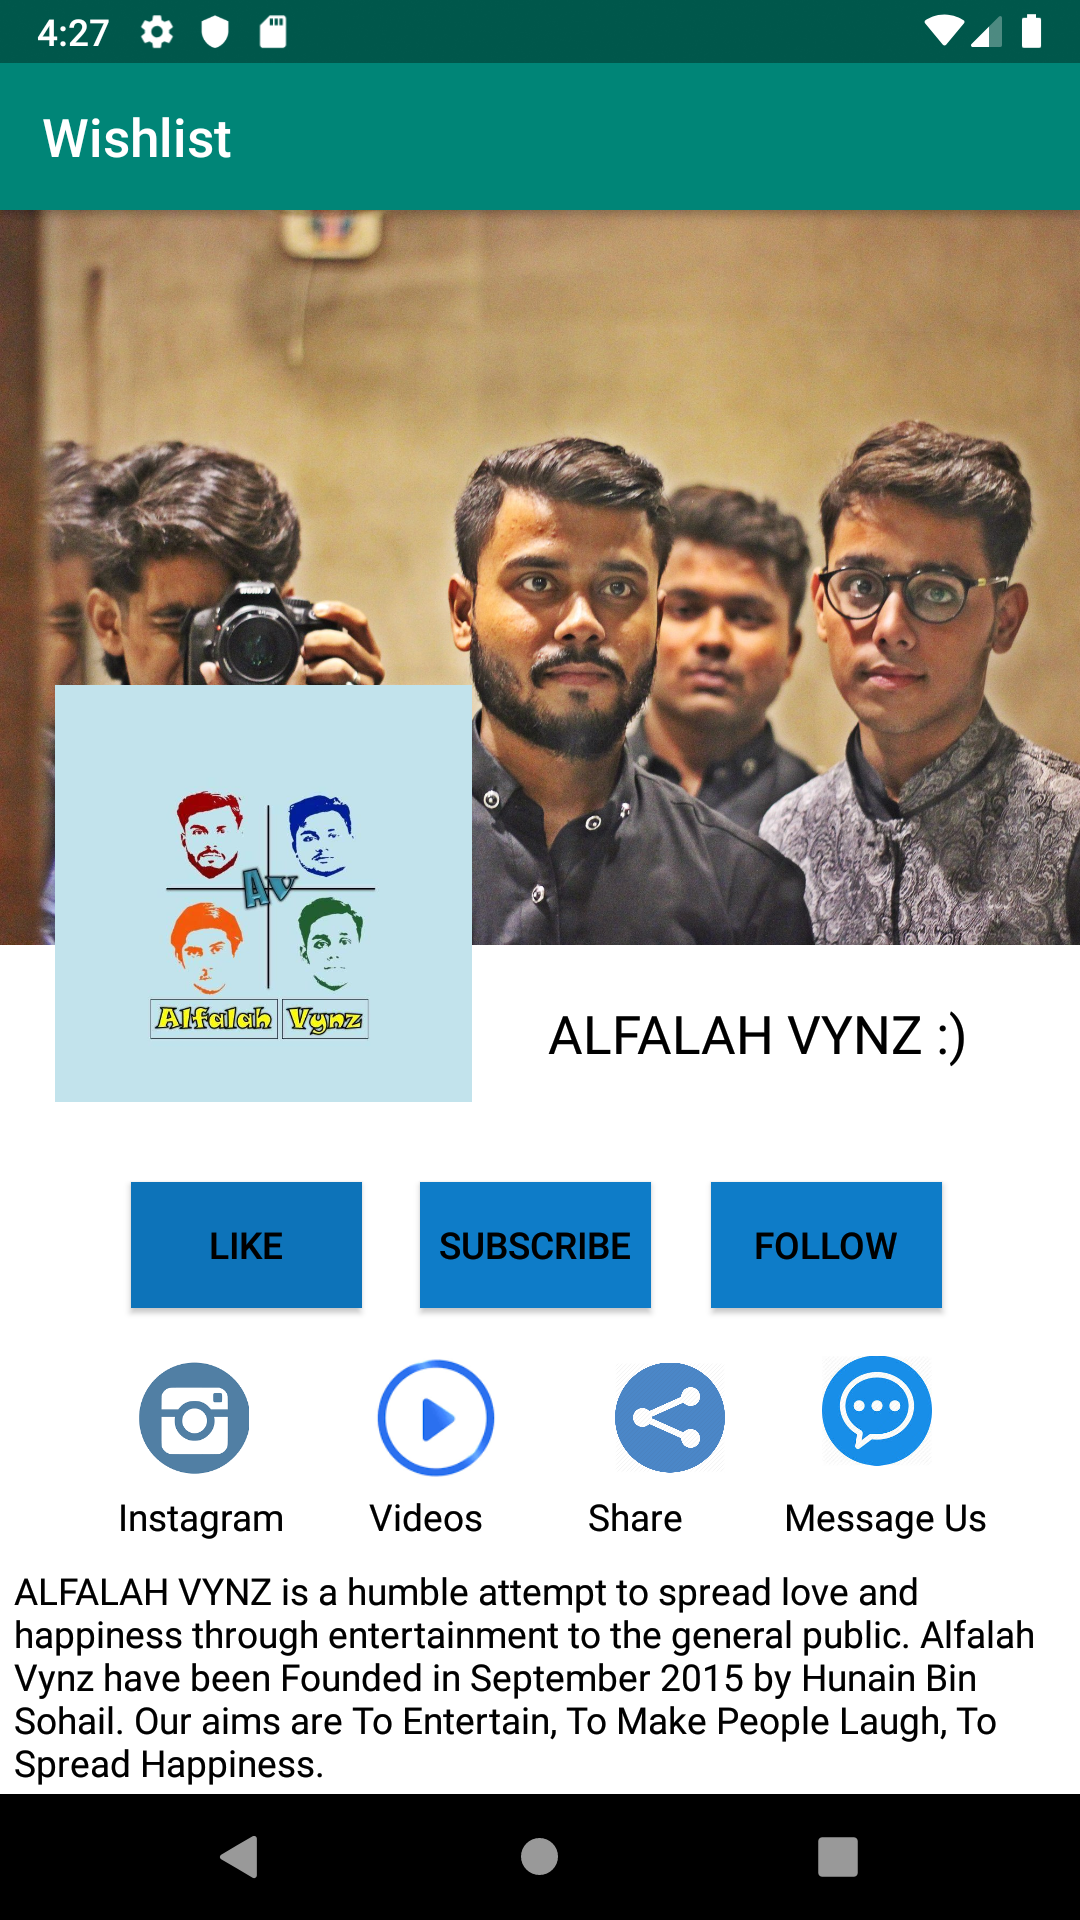 4:27
Wishlist
Canon
AV
Alfalah Vynz
ALFALAH VYNZ :)
LIKE SUBSCRIBE FOLLOW
Instagram Videos Share Message Us
ALFALAH VYNZ is a humble attempt to spread love and
happiness through entertainment to the general public. Alfalah
Vynz have been Founded in September 2015 by Hunain Bin
Sohail. Our aims are To Entertain, To Make People Laugh, To
Spread Happiness.